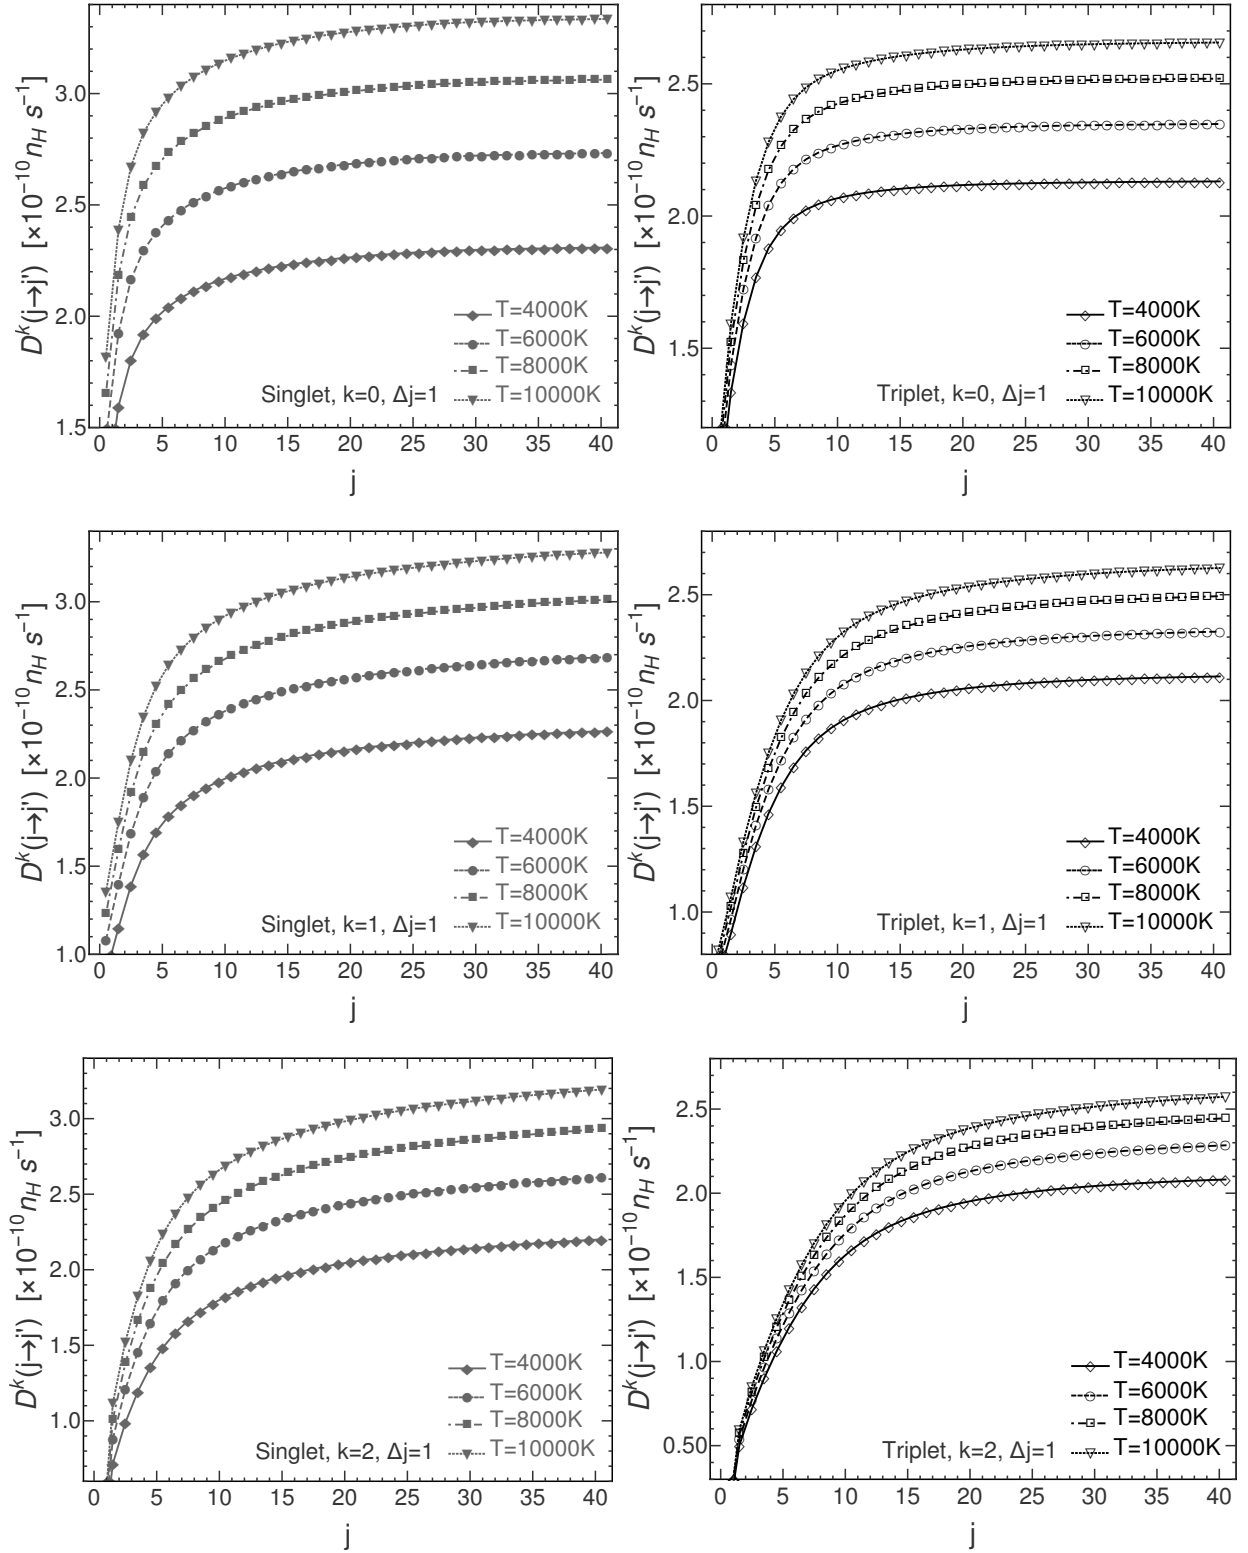 3.0
2.5
2.0
1.5
0 5 10 15 20 25 30 35 40
j
D^k(j→j') [×10^−10 n_H s^−1]
T=4000K
T=6000K
T=8000K
T=10000K
Singlet, k=0, Δj=1
2.5
2.0
1.5
0 5 10 15 20 25 30 35 40
j
D^k(j→j') [×10^−10 n_H s^−1]
T=4000K
T=6000K
T=8000K
T=10000K
Triplet, k=0, Δj=1
3.0
2.5
2.0
1.5
1.0
0 5 10 15 20 25 30 35 40
j
D^k(j→j') [×10^−10 n_H s^−1]
T=4000K
T=6000K
T=8000K
T=10000K
Singlet, k=1, Δj=1
2.5
2.0
1.5
1.0
0 5 10 15 20 25 30 35 40
j
D^k(j→j') [×10^−10 n_H s^−1]
T=4000K
T=6000K
T=8000K
T=10000K
Triplet, k=1, Δj=1
3.0
2.5
2.0
1.5
1.0
0 5 10 15 20 25 30 35 40
j
D^k(j→j') [×10^−10 n_H s^−1]
T=4000K
T=6000K
T=8000K
T=10000K
Singlet, k=2, Δj=1
2.5
2.0
1.5
1.0
0.50
0 5 10 15 20 25 30 35 40
j
D^k(j→j') [×10^−10 n_H s^−1]
T=4000K
T=6000K
T=8000K
T=10000K
Triplet, k=2, Δj=1